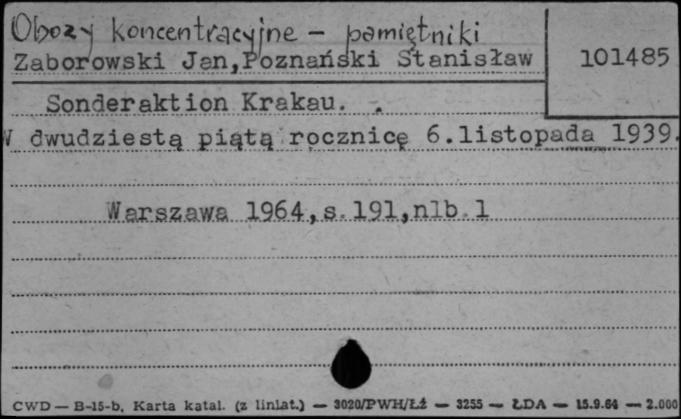 Obozy koncentracyjne - pamiętniki
Zaborowski Jan,Poznański Stanisław
101485
Sonderaktion Krakau.
W dwudziestą piątą rocznicę 6.listopada 1939.
Warszawa 1964,s.191,nlb.1
CWD — B-15-b, Karta katal. (z liniat.) — 3020/PWH/Łź — 3255 — ŁDA — 15.9.64 — 2.000